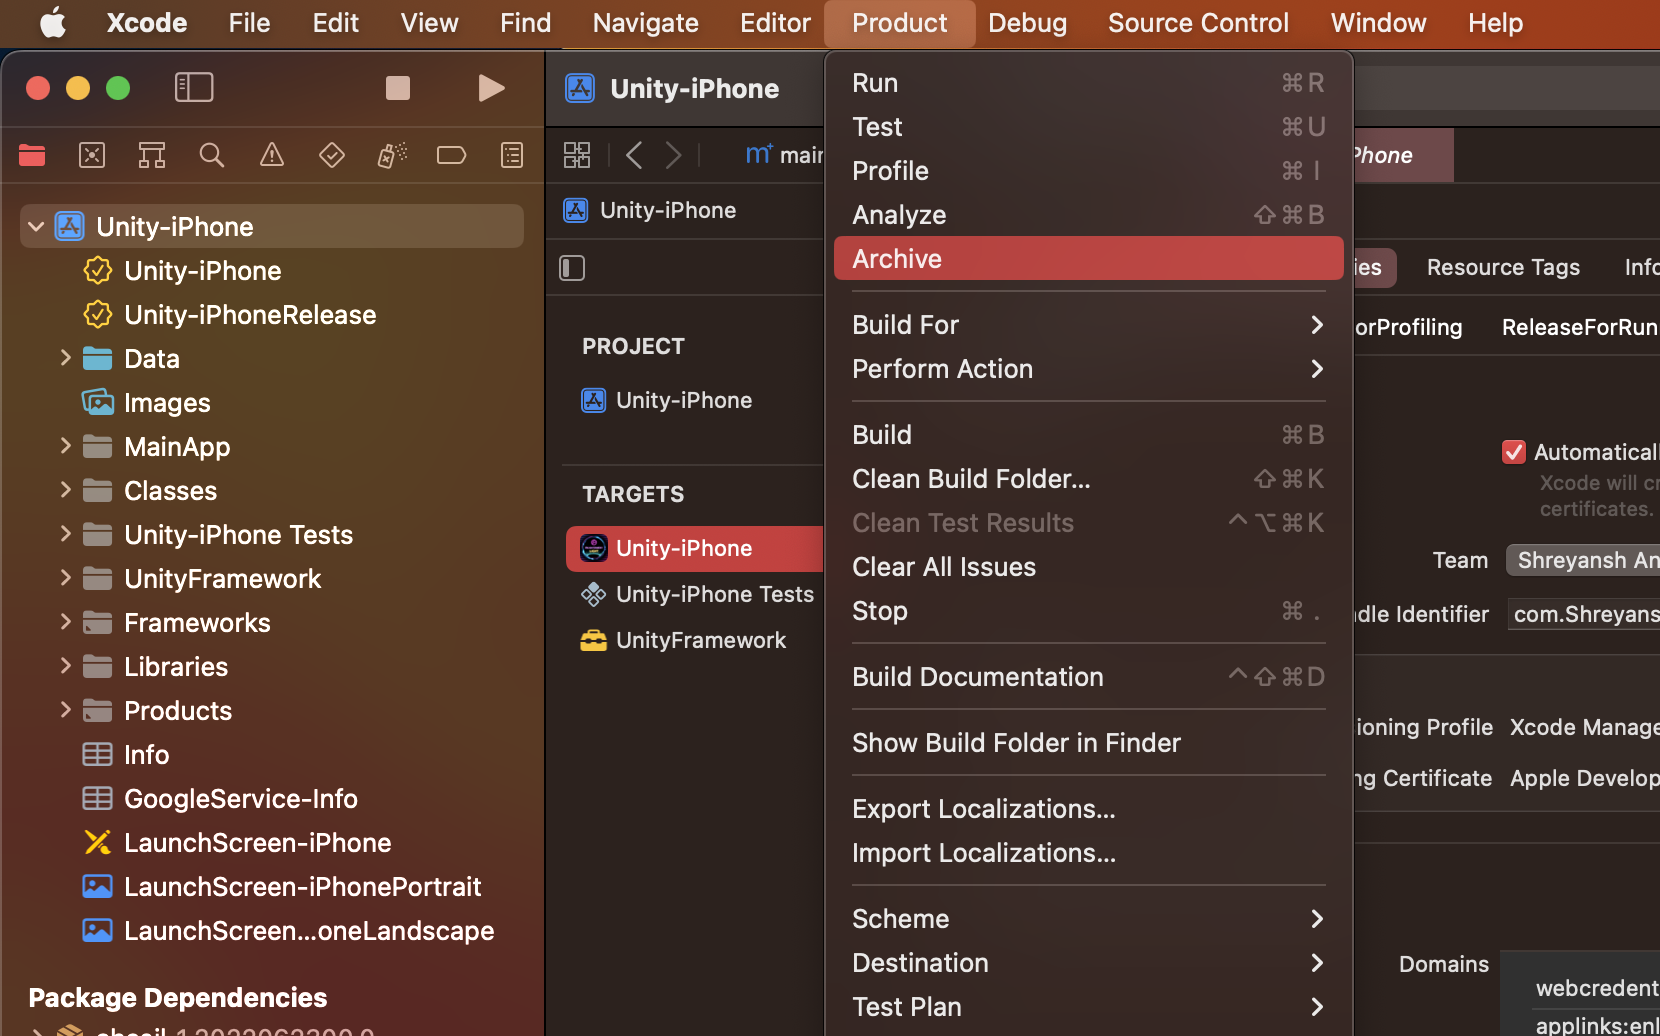 Xcode File Edit View Find Navigate Editor Product Debug Source Control Window Help
Unity-iPhone
main
Phone
Unity-iPhone
Unity-iPhone
Unity-iPhone
Unity-iPhoneRelease
Data
Images
MainApp
Classes
Unity-iPhone Tests
UnityFramework
Frameworks
Libraries
Products
Info
GoogleService-Info
LaunchScreen-iPhone
LaunchScreen-iPhonePortrait
LaunchScreen...oneLandscape
Package Dependencies
PROJECT
Unity-iPhone
TARGETS
Unity-iPhone
Unity-iPhone Tests
UnityFramework
Run ⌘R
Test ⌘U
Profile ⌘I
Analyze ⇧⌘B
Archive
Build For
Perform Action
Build ⌘B
Clean Build Folder... ⇧⌘K
Clean Test Results ^⌥⌘K
Clear All Issues
Stop ⌘.
Build Documentation ^⇧⌘D
Show Build Folder in Finder
Export Localizations...
Import Localizations...
Scheme
Destination
Test Plan
ies Resource Tags Info
orProfiling ReleaseForRun
Automaticall
Xcode will cr
certificates.
Team Shreyansh An
dle Identifier com.Shreyans
ioning Profile Xcode Manage
ng Certificate Apple Develop
Domains
webcredent
applinks:enl